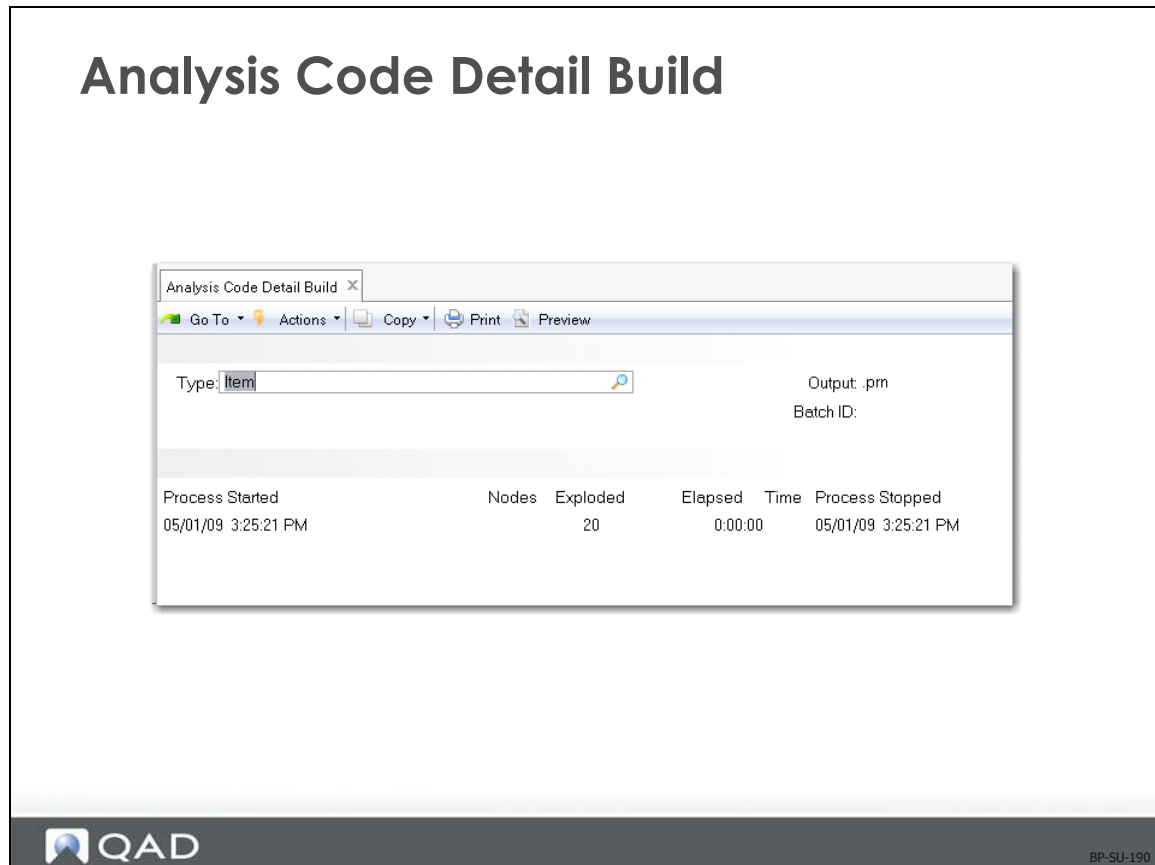 Analysis Code Detail Build
Analysis Code Detail Build X
Go To Actions Copy Print Preview
Type: Item Output: .prn
Batch ID:
Process Started Nodes Exploded Elapsed Time Process Stopped
05/01/09 3:25:21 PM 20 0:00:00 05/01/09 3:25:21 PM
QAD
BP-SU-190